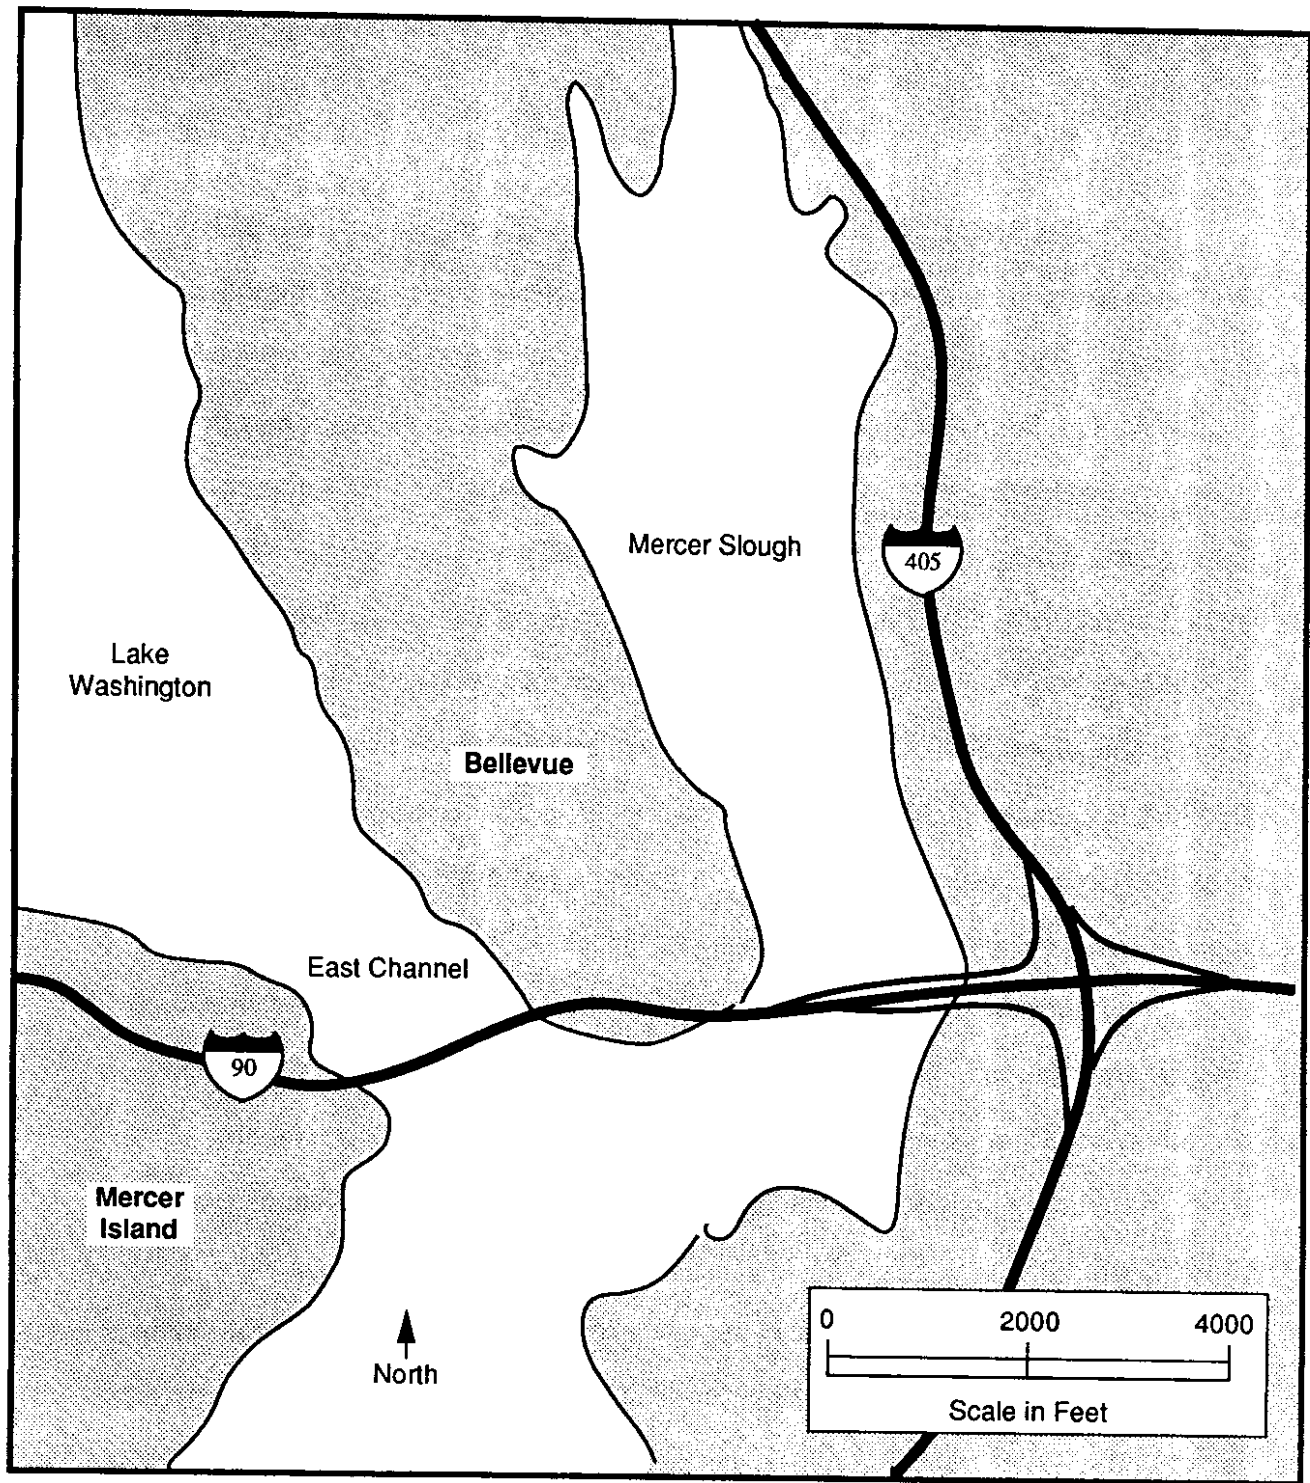 Mercer Slough
405
Lake
Washington
Bellevue
East Channel
90
Mercer
Island
North
0 2000 4000
Scale in Feet